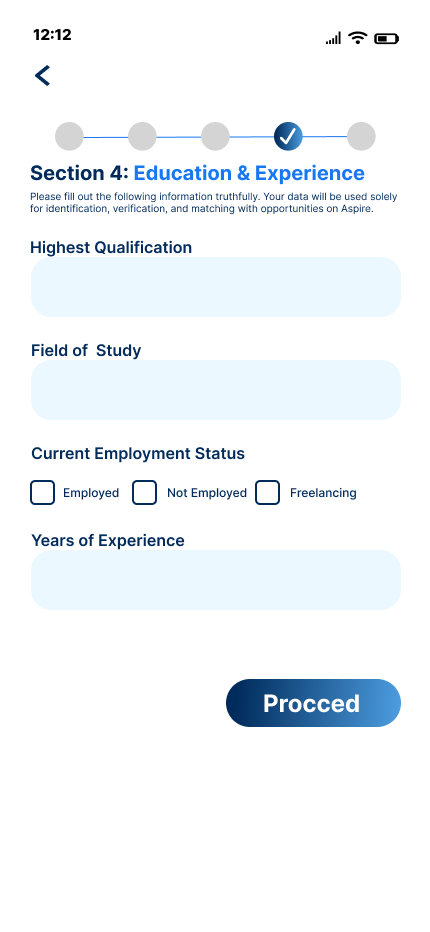 12:12
Section 4: Education & Experience
Please fill out the following information truthfully. Your data will be used solely
for identification, verification, and matching with opportunities on Aspire.
Highest Qualification
Field of  Study
Current Employment Status
Employed Not Employed Freelancing
Years of Experience
Procced